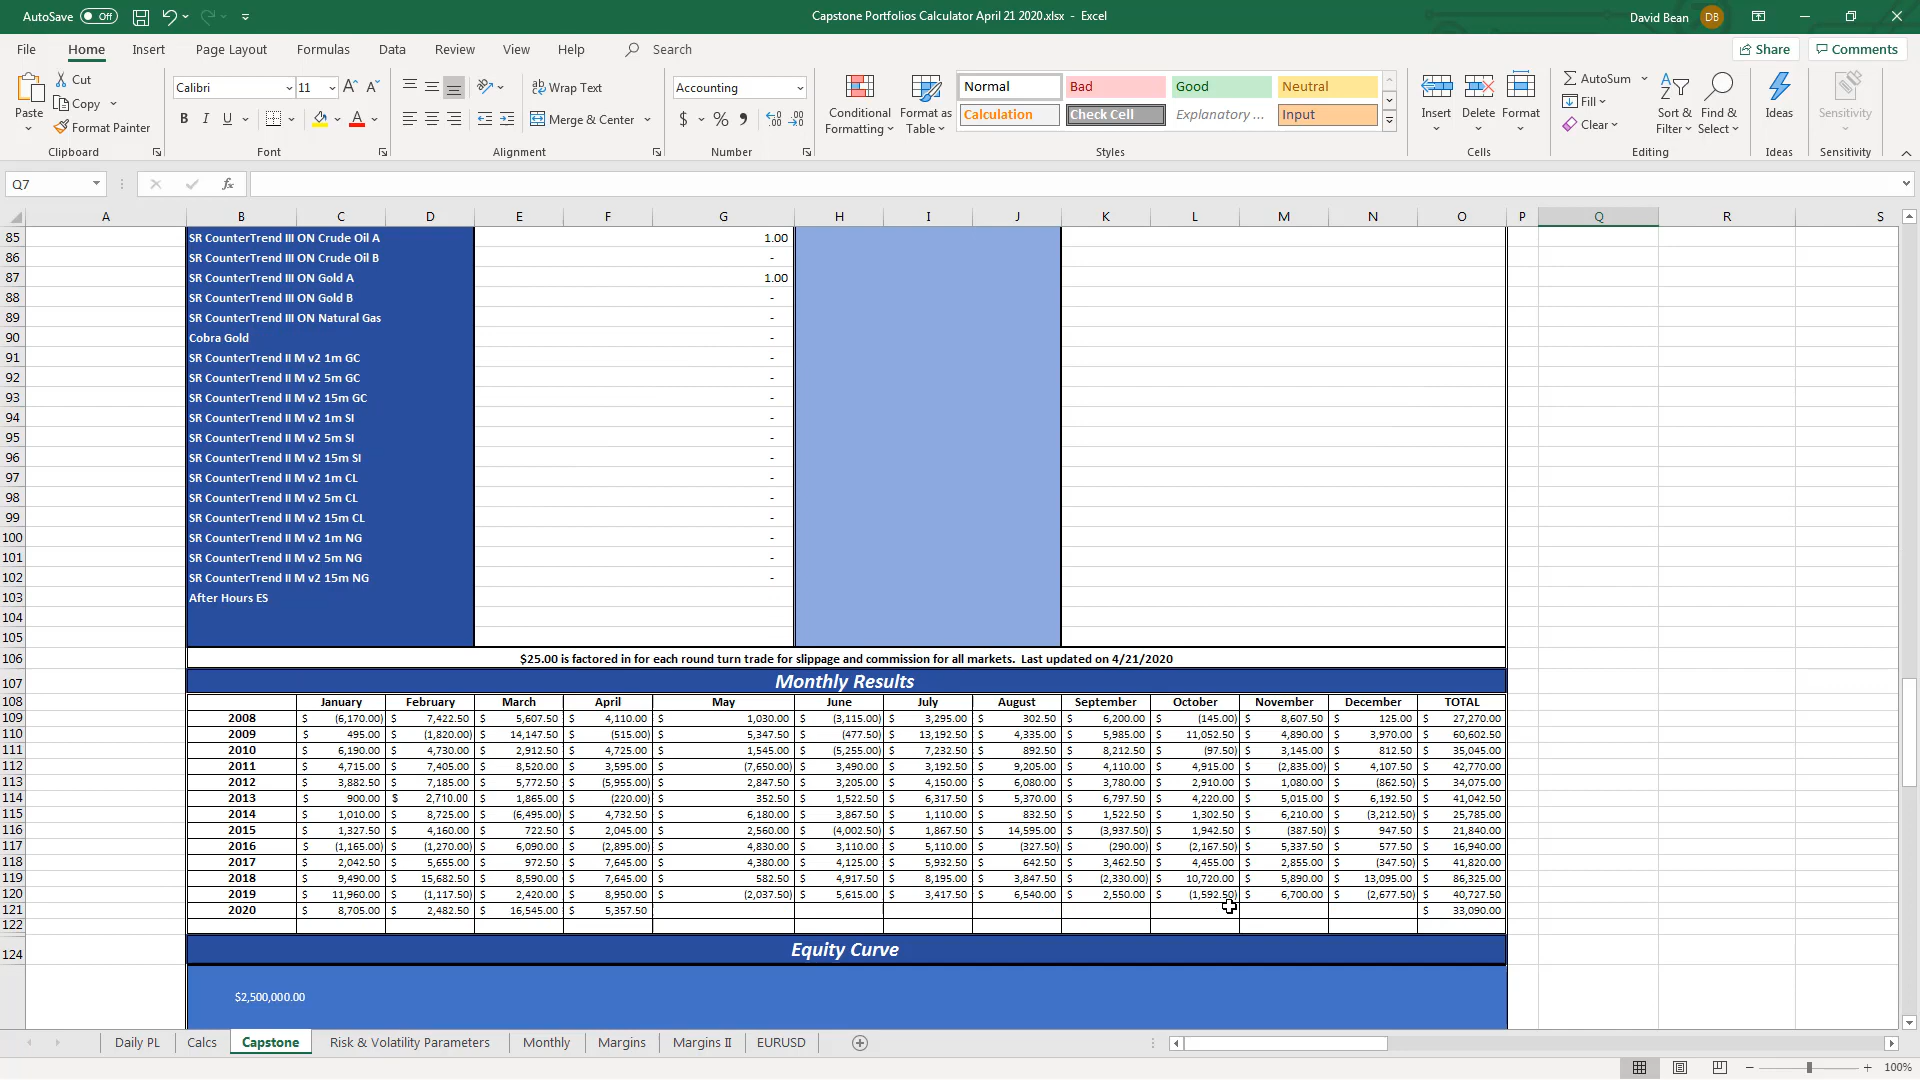 AutoSave Off Capstone Portfolios Calculator April 21 2020.xlsx - Excel David Bean DB
File Home Insert Page Layout Formulas Data Review View Help Search Share Comments
Paste Cut Copy Format Painter Clipboard
Calibri 11 A A B I U A Font
Wrap Text Merge & Center Alignment
Accounting $ % Number
Conditional Formatting Format as Table
Normal Bad Good Neutral
Calculation Check Cell Explanatory ... Input
Styles
Insert Delete Format Cells
AutoSum Fill Clear Sort & Filter Find & Select Editing
Ideas Ideas
Sensitivity Sensitivity
Q7 fx
A B C D E F G H I J K L M N O P Q R S
85 SR CounterTrend III ON Crude Oil A 1.00
86 SR CounterTrend III ON Crude Oil B -
87 SR CounterTrend III ON Gold A 1.00
88 SR CounterTrend III ON Gold B -
89 SR CounterTrend III ON Natural Gas -
90 Cobra Gold -
91 SR CounterTrend II M v2 1m GC -
92 SR CounterTrend II M v2 5m GC -
93 SR CounterTrend II M v2 15m GC -
94 SR CounterTrend II M v2 1m SI -
95 SR CounterTrend II M v2 5m SI -
96 SR CounterTrend II M v2 15m SI -
97 SR CounterTrend II M v2 1m CL -
98 SR CounterTrend II M v2 5m CL -
99 SR CounterTrend II M v2 15m CL -
100 SR CounterTrend II M v2 1m NG -
101 SR CounterTrend II M v2 5m NG -
102 SR CounterTrend II M v2 15m NG -
103 After Hours ES
104
105
106 $25.00 is factored in for each round turn trade for slippage and commission for all markets. Last updated on 4/21/2020
107 Monthly Results
108 January February March April May June July August September October November December TOTAL
109 2008 $ (6,170.00) $ 7,422.50 $ 5,607.50 $ 4,110.00 $ 1,030.00 $ (3,115.00) $ 3,295.00 $ 302.50 $ 6,200.00 $ (145.00) $ 8,607.50 $ 125.00 $ 27,270.00
110 2009 $ 495.00 $ (1,820.00) $ 14,147.50 $ (515.00) $ 5,347.50 $ (477.50) $ 13,192.50 $ 4,335.00 $ 5,985.00 $ 11,052.50 $ 4,890.00 $ 3,970.00 $ 60,602.50
111 2010 $ 6,190.00 $ 4,730.00 $ 2,912.50 $ 4,725.00 $ 1,545.00 $ (5,255.00) $ 7,232.50 $ 892.50 $ 8,212.50 $ (97.50) $ 3,145.00 $ 812.50 $ 35,045.00
112 2011 $ 4,715.00 $ 7,405.00 $ 8,520.00 $ 3,595.00 $ (7,650.00) $ 3,490.00 $ 3,192.50 $ 9,205.00 $ 4,110.00 $ 4,915.00 $ (2,835.00) $ 4,107.50 $ 42,770.00
113 2012 $ 3,882.50 $ 7,185.00 $ 5,772.50 $ (5,955.00) $ 2,847.50 $ 3,205.00 $ 4,150.00 $ 6,080.00 $ 3,780.00 $ 2,910.00 $ 1,080.00 $ (862.50) $ 34,075.00
114 2013 $ 900.00 $ 2,710.00 $ 1,865.00 $ (220.00) $ 352.50 $ 1,522.50 $ 6,317.50 $ 5,370.00 $ 6,797.50 $ 4,220.00 $ 5,015.00 $ 6,192.50 $ 41,042.50
115 2014 $ 1,010.00 $ 8,725.00 $ (6,495.00) $ 4,732.50 $ 6,180.00 $ 3,867.50 $ 1,110.00 $ 832.50 $ 1,522.50 $ 1,302.50 $ 6,210.00 $ (3,212.50) $ 25,785.00
116 2015 $ 1,327.50 $ 4,160.00 $ 722.50 $ 2,045.00 $ 2,560.00 $ (4,002.50) $ 1,867.50 $ 14,595.00 $ (3,937.50) $ 1,942.50 $ (387.50) $ 947.50 $ 21,840.00
117 2016 $ (1,165.00) $ (1,270.00) $ 6,090.00 $ (2,895.00) $ 4,830.00 $ 3,110.00 $ 5,110.00 $ (327.50) $ (290.00) $ (2,167.50) $ 5,337.50 $ 577.50 $ 16,940.00
118 2017 $ 2,042.50 $ 5,655.00 $ 972.50 $ 7,645.00 $ 4,380.00 $ 4,125.00 $ 5,932.50 $ 642.50 $ 3,462.50 $ 4,455.00 $ 2,855.00 $ (347.50) $ 41,820.00
119 2018 $ 9,490.00 $ 15,682.50 $ 8,590.00 $ 7,645.00 $ 582.50 $ 4,917.50 $ 8,195.00 $ 3,847.50 $ (2,330.00) $ 10,720.00 $ 5,890.00 $ 13,095.00 $ 86,325.00
120 2019 $ 11,960.00 $ (1,117.50) $ 2,420.00 $ 8,950.00 $ (2,037.50) $ 5,615.00 $ 3,417.50 $ 6,540.00 $ 2,550.00 $ (1,592.50) $ 6,700.00 $ (2,677.50) $ 40,727.50
121 2020 $ 8,705.00 $ 2,482.50 $ 16,545.00 $ 5,357.50 $ 33,090.00
122
124 Equity Curve
$2,500,000.00
Daily PL Calcs Capstone Risk & Volatility Parameters Monthly Margins Margins II EURUSD
100%